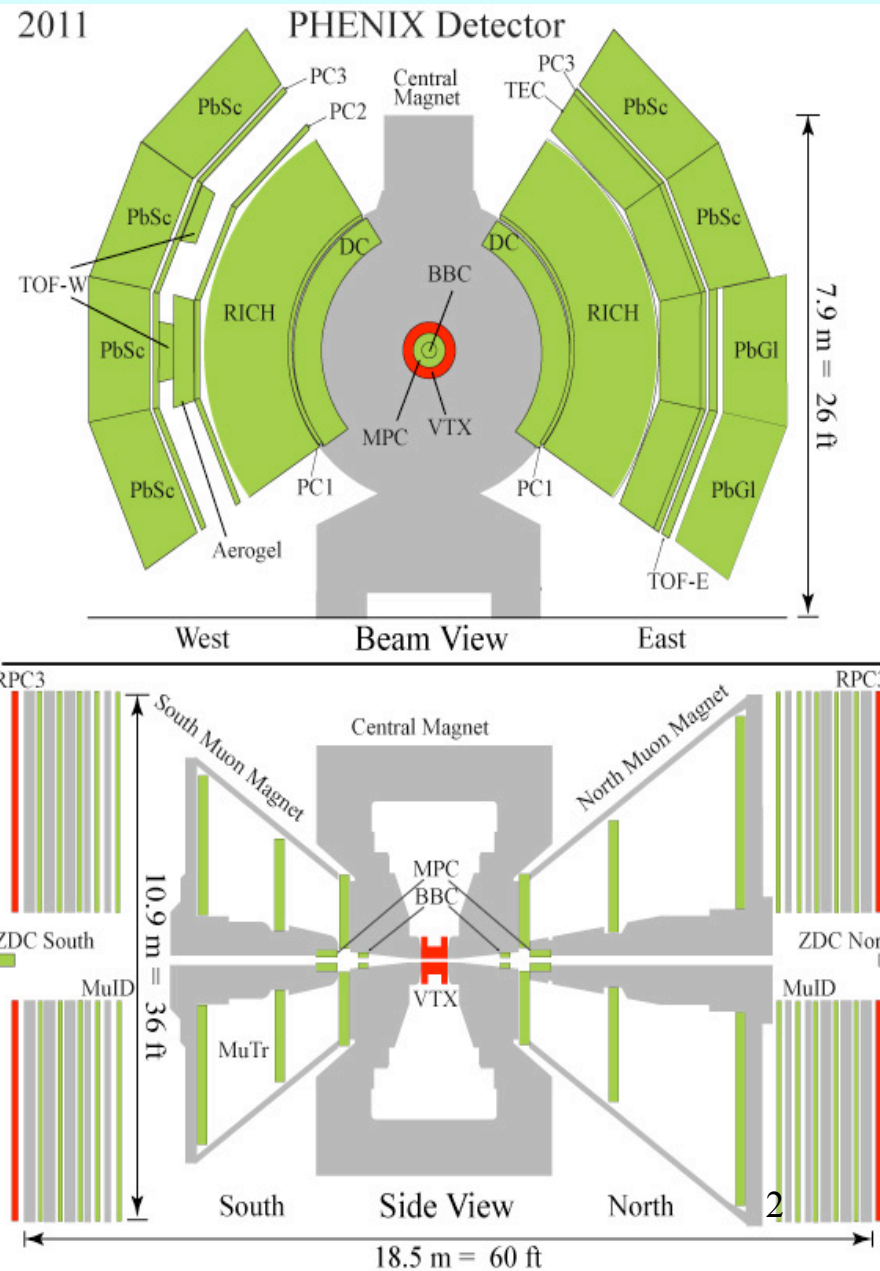 2011
PHENIX Detector
Central
Magnet
PC3
PC2
PbSc
PbSc
PbSc
PbSc
TOF-W
RICH
DC
BBC
MPC
VTX
PC1
Aerogel
PC3
TEC
PbSc
PbSc
DC
RICH
PbGl
PbGl
PC1
TOF-E
7.9 m = 26 ft
West
Beam View
East
RPC3
South Muon Magnet
Central Magnet
North Muon Magnet
RPC3
10.9 m = 36 ft
MPC
BBC
ZDC South
ZDC Nor
MuID
VTX
MuID
MuTr
South
Side View
North
2
18.5 m = 60 ft